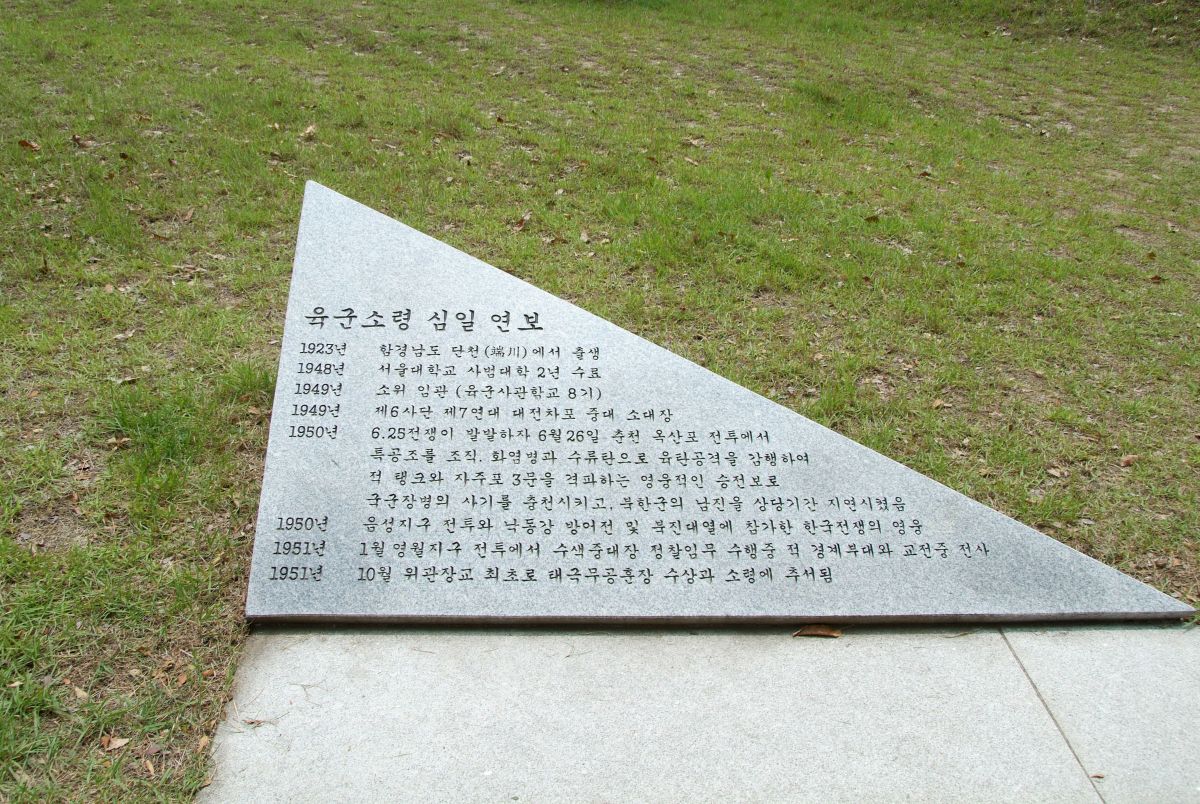 육군소령 심일 연보
1923년 함경남도 단천(端川)에서 출생
1948년 서울대학교 사범대학 2년 수료
1949년 소위 임관 (육군사관학교 8기)
1949년 제6사단 제7연대 대전차포 중대 소대장
1950년 6.25전쟁이 발발하자 6월26일 춘천 옥산포 전투에서
특공조를 조직, 화염병과 수류탄으로 육탄공격을 감행하여
적 탱크와 자주포 3문을 격파하는 영웅적인 승전보로
국군장병의 사기를 충천시키고, 북한군의 남진을 상당기간 지연시켰음
1950년 음성지구 전투와 낙동강 방어전 및 북진대열에 참가한 한국전쟁의 영웅
1951년 1월 영월지구 전투에서 수색중대장 정찰임무 수행중 적 경계부대와 교전중 전사
1951년 10월 위관장교 최초로 태극무공훈장 수상과 소령에 추서됨